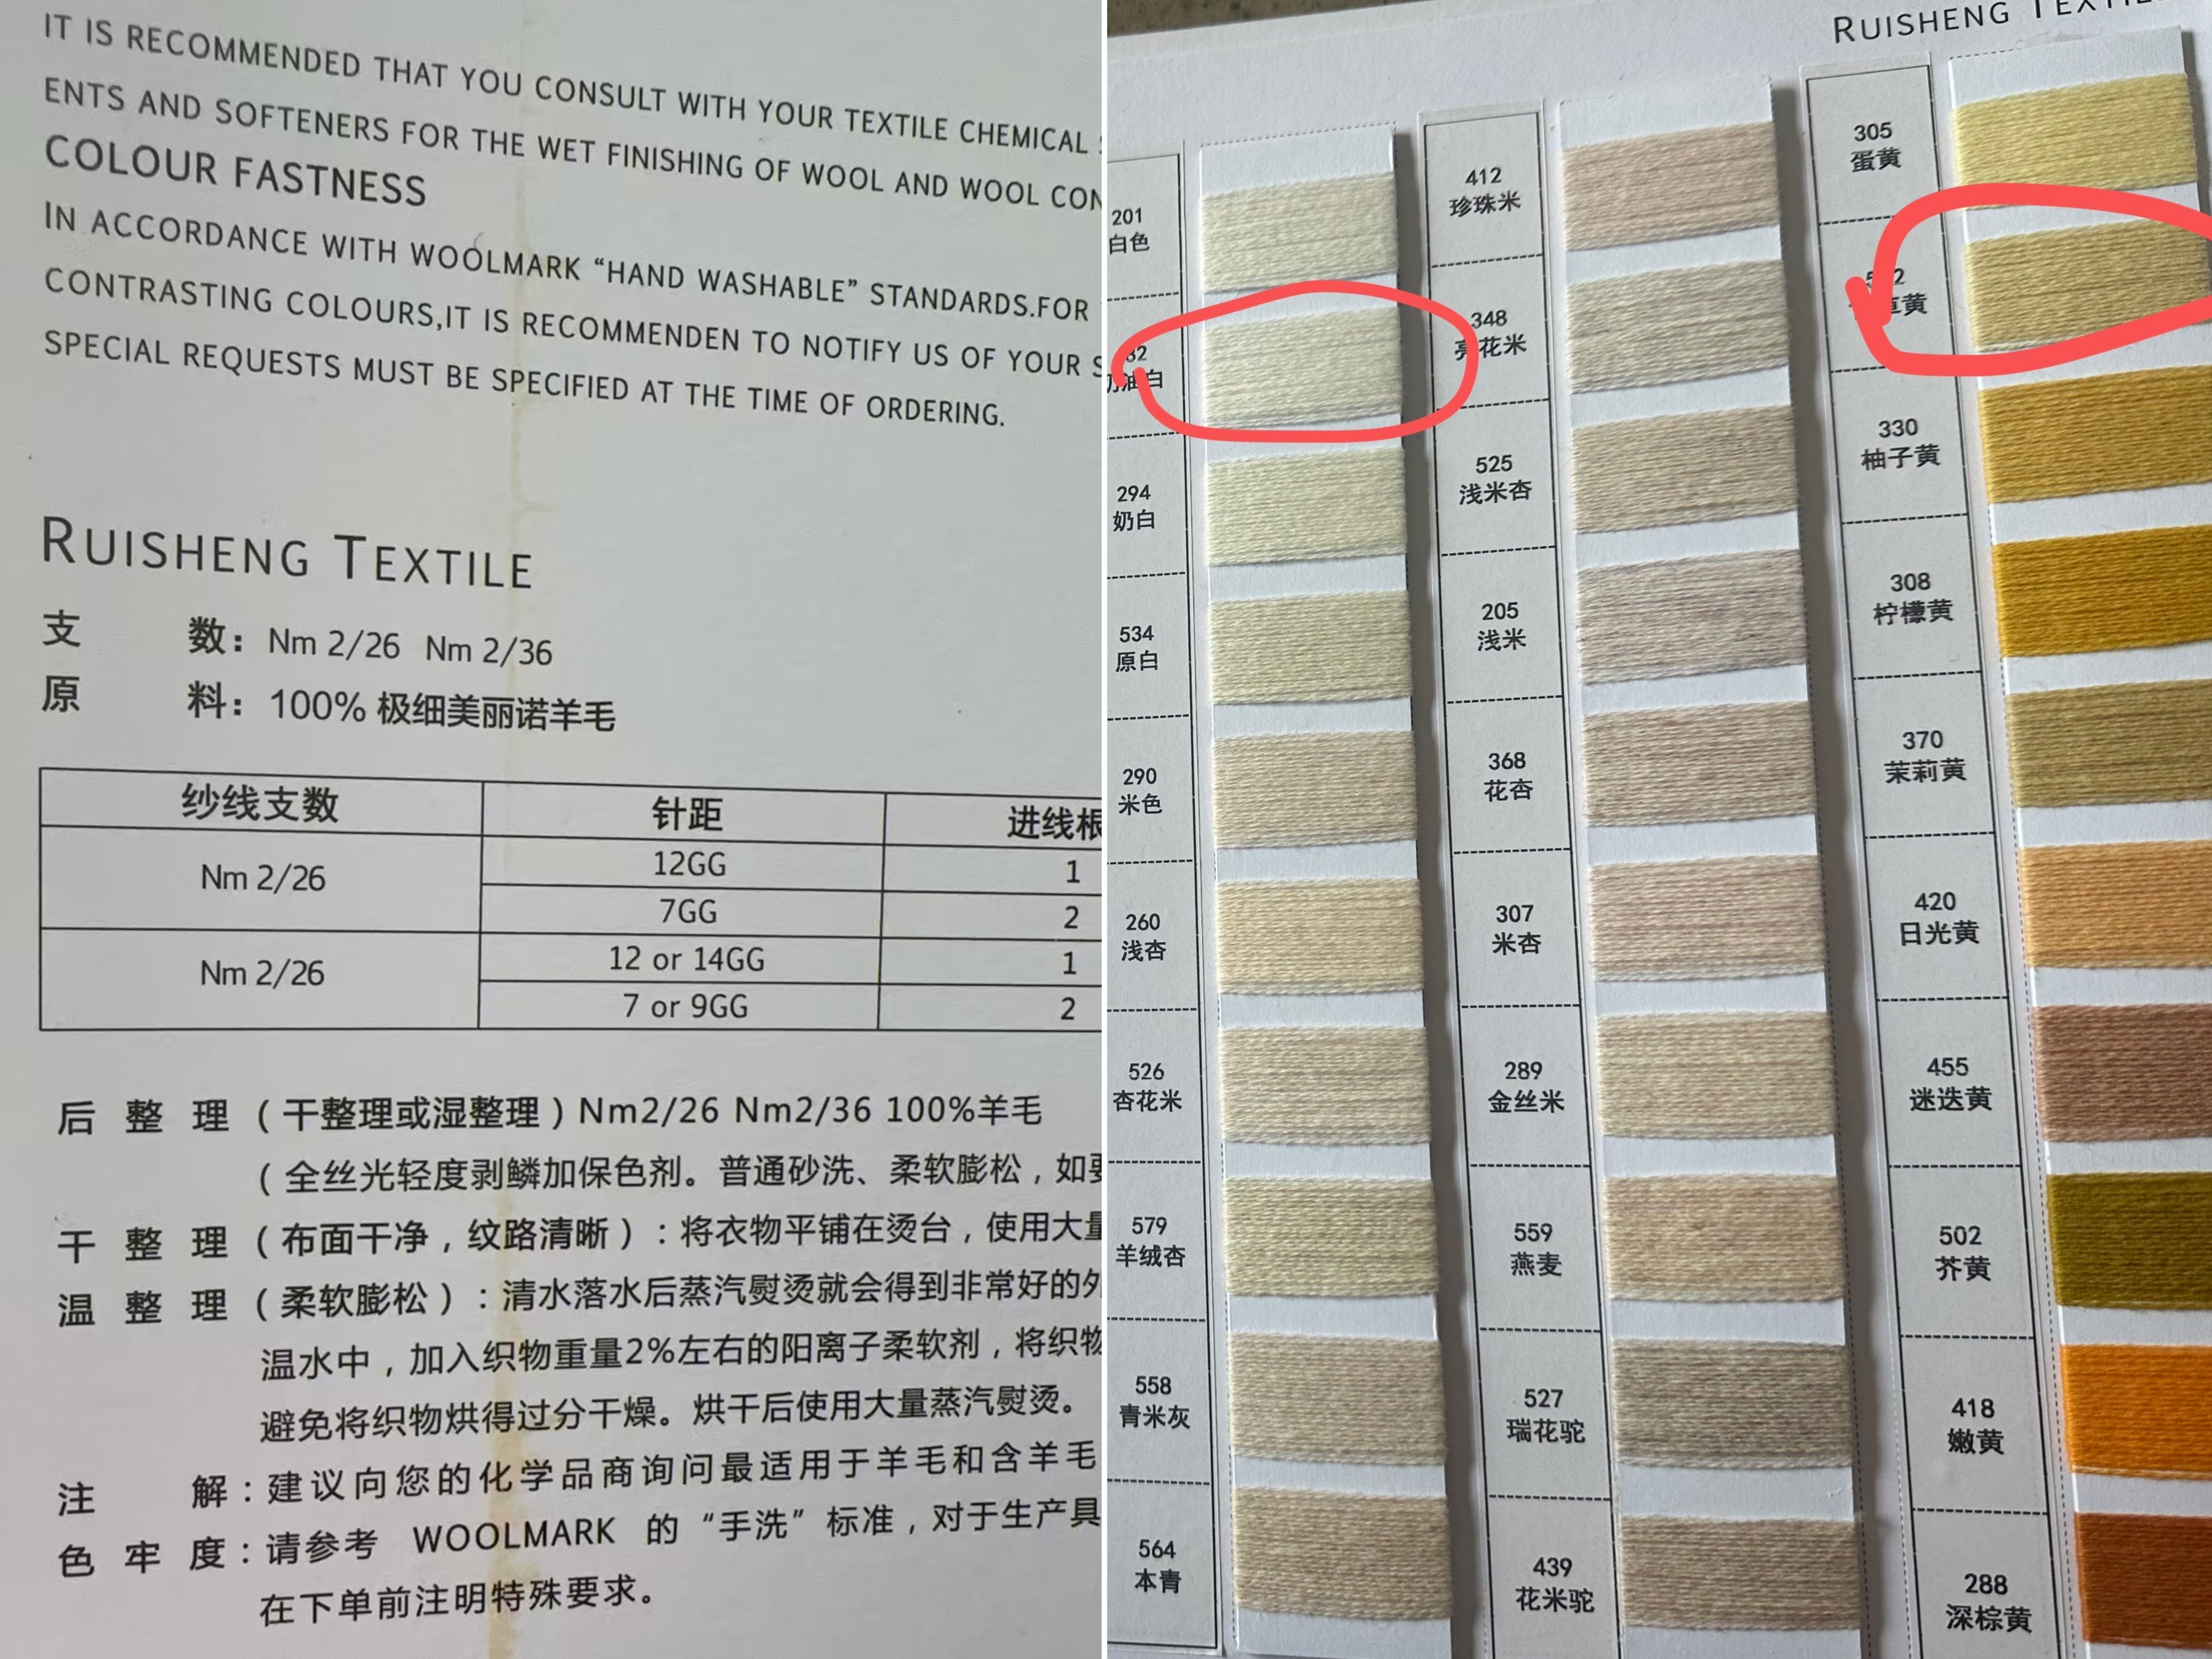 IT IS RECOMMENDED THAT YOU CONSULT WITH YOUR TEXTILE CHEMICAL
ENTS AND SOFTENERS FOR THE WET FINISHING OF WOOL AND WOOL CON
COLOUR FASTNESS
IN ACCORDANCE WITH WOOLMARK “HAND WASHABLE” STANDARDS.FOR
CONTRASTING COLOURS,IT IS RECOMMENDEN TO NOTIFY US OF YOUR S
SPECIAL REQUESTS MUST BE SPECIFIED AT THE TIME OF ORDERING.
RUISHENG TEXTILE
支 数：Nm 2/26 Nm 2/36
原 料：100% 极细美丽诺羊毛
纱线支数 针距 进线根
Nm 2/26 12GG 1
7GG 2
Nm 2/26 12 or 14GG 1
7 or 9GG 2
后 整 理（干整理或湿整理）Nm2/26 Nm2/36 100%羊毛
（全丝光轻度剥鳞加保色剂。普通砂洗、柔软膨松，如要
干 整 理（布面干净，纹路清晰）：将衣物平铺在烫台，使用大量
温 整 理（柔软膨松）：清水落水后蒸汽熨烫就会得到非常好的外
温水中，加入织物重量2%左右的阳离子柔软剂，将织物
避免将织物烘得过分干燥。烘干后使用大量蒸汽熨烫。
注 解：建议向您的化学品商询问最适用于羊毛和含羊毛
色 牢 度：请参考 WOOLMARK 的“手洗”标准，对于生产具
在下单前注明特殊要求。
RUISHENG TEXTILE
201
白色
32
油白
294
奶白
534
原白
290
米色
260
浅杏
526
杏花米
579
羊绒杏
558
青米灰
564
本青
412
珍珠米
348
亮花米
525
浅米杏
205
浅米
368
花杏
307
米杏
289
金丝米
559
燕麦
527
瑞花驼
439
花米驼
305
蛋黄
2
草黄
330
柚子黄
308
柠檬黄
370
茉莉黄
420
日光黄
455
迷迭黄
502
芥黄
418
嫩黄
288
深棕黄